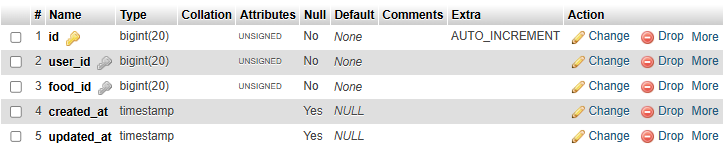 # Name Type Collation Attributes Null Default Comments Extra Action
1 id bigint(20) UNSIGNED No None AUTO_INCREMENT Change Drop More
2 user_id bigint(20) UNSIGNED No None Change Drop More
3 food_id bigint(20) UNSIGNED No None Change Drop More
4 created_at timestamp Yes NULL Change Drop More
5 updated_at timestamp Yes NULL Change Drop More